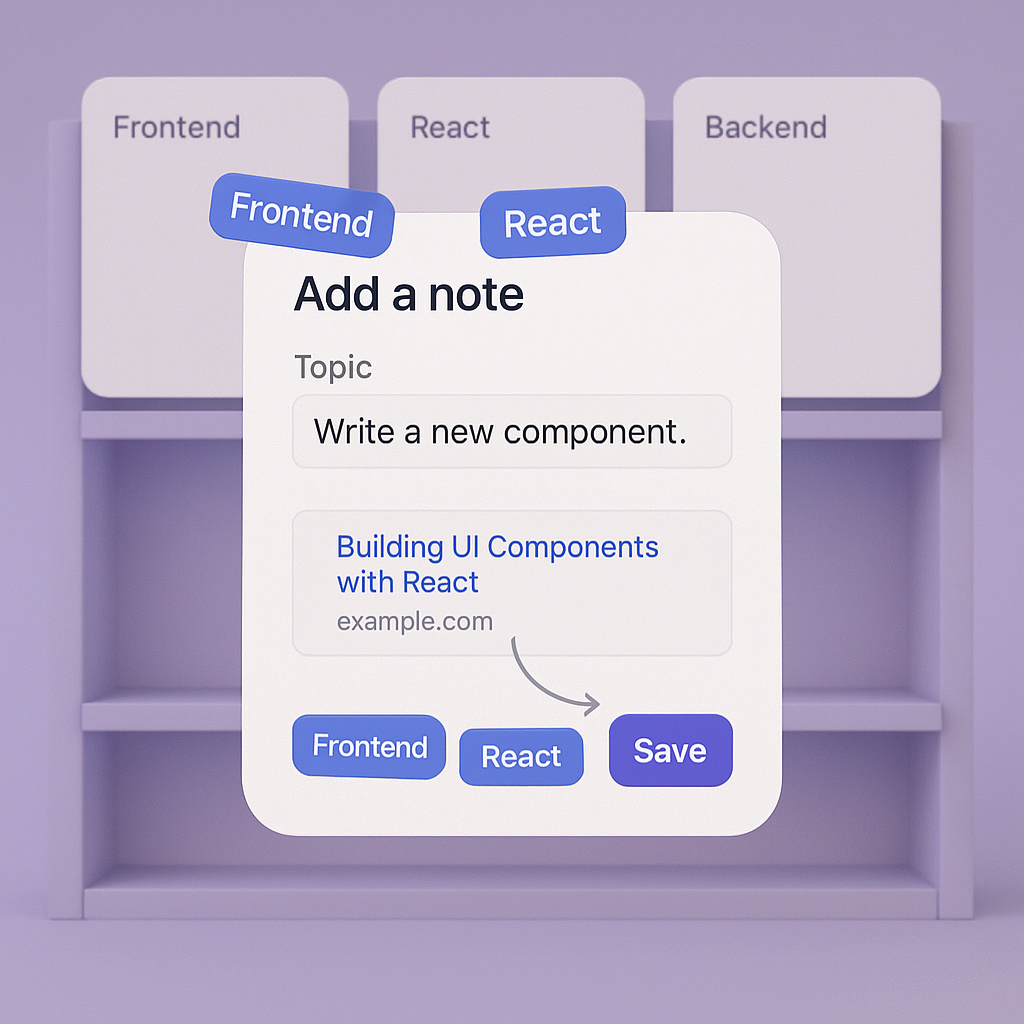 Frontend
React
Backend
Frontend
React
Add a note
Topic
Write a new component.
Building UI Components
with React
example.com
Frontend
React
Save